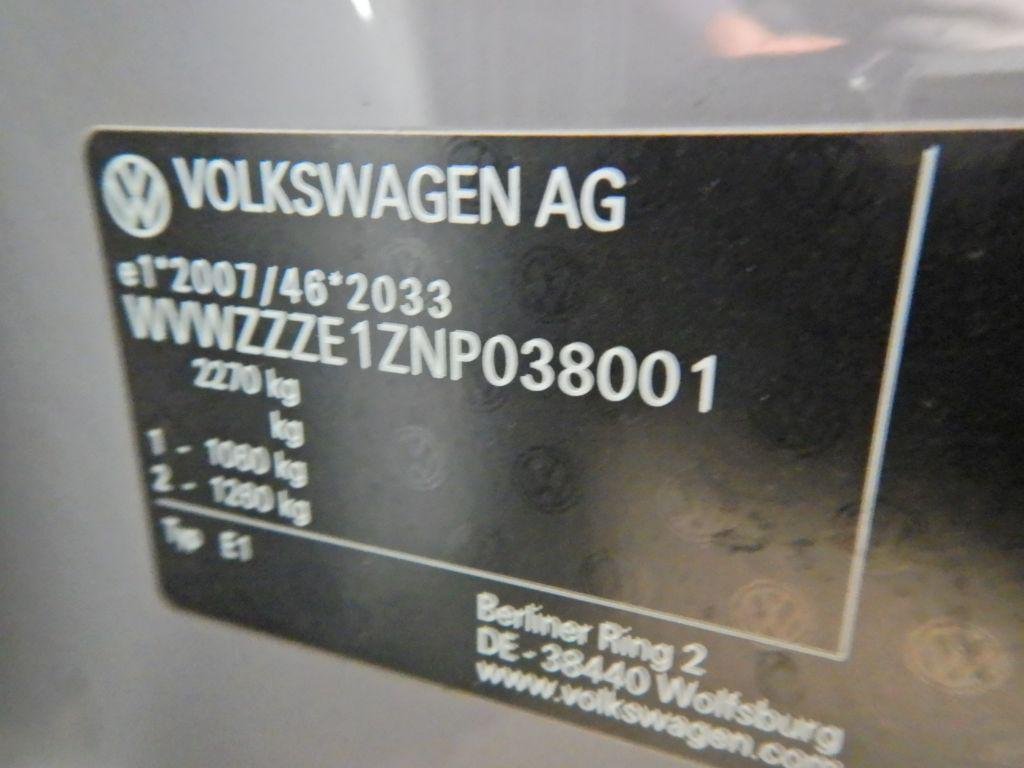 VOLKSWAGEN AG
e1*2007/46*2033
WVWZZZE1ZNP038001
2270 kg
kg
1 - 1080 kg
2 - 1280 kg
Typ E1
Berliner Ring 2
DE - 38440 Wolfsburg
www.volkswagen.com